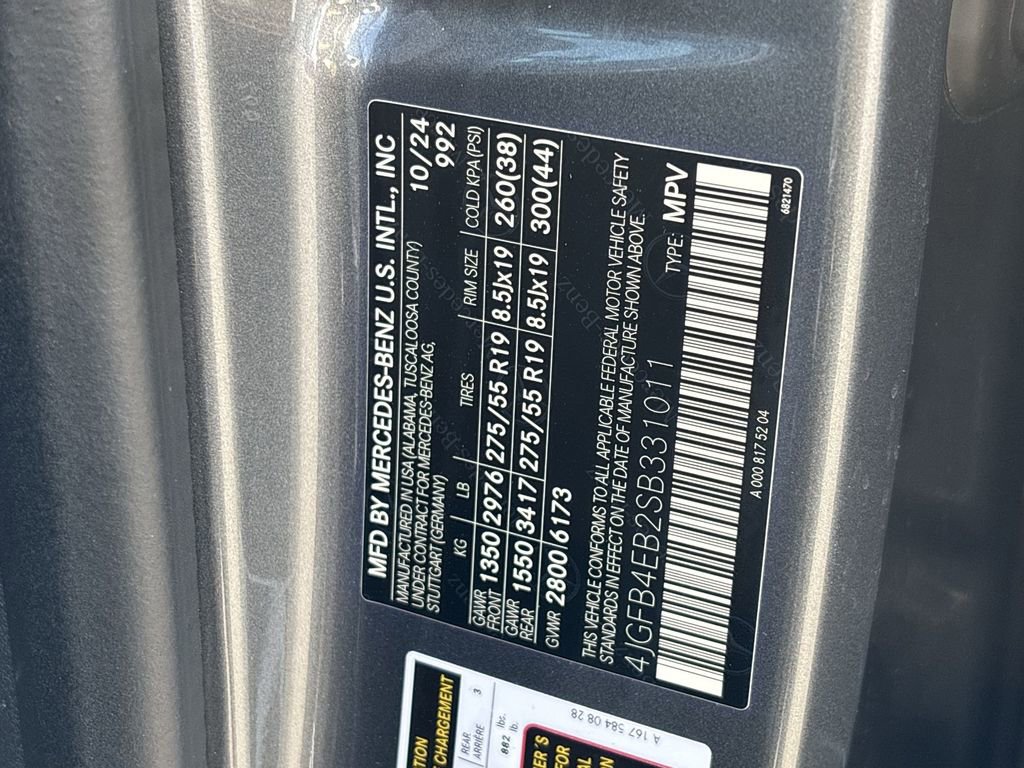 MFD BY MERCEDES-BENZ U.S. INTL., INC
MANUFACTURED IN USA (ALABAMA, TUSCALOOSA COUNTY) 10/24
UNDER CONTRACT FOR MERCEDES-BENZ AG, 992
STUTTGART (GERMANY)
KG LB TIRES RIM SIZE COLD KPA (PSI)
GAWR FRONT 1350 2976 275/55 R19 8.5Jx19 260(38)
GAWR REAR 1550 3417 275/55 R19 8.5Jx19 300(44)
GVWR 2800 6173
THIS VEHICLE CONFORMS TO ALL APPLICABLE FEDERAL MOTOR VEHICLE SAFETY
STANDARDS IN EFFECT ON THE DATE OF MANUFACTURE SHOWN ABOVE.
4JGFB4EB2SB331011 TYPE: MPV
A 000 817 52 04 6821470
CHARGEMENT
REAR
ARRIÈRE 3
882 lbs.
lb.
A 167 584 08 28